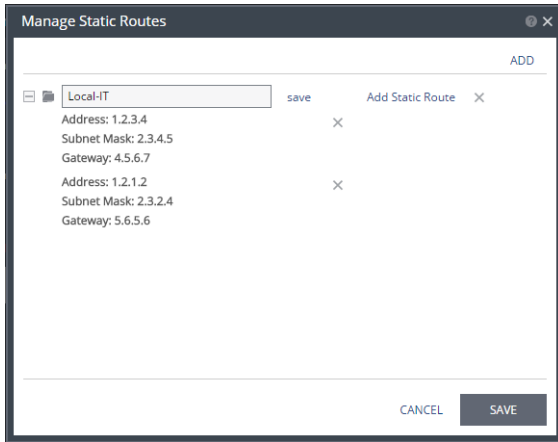 Manage Static Routes
ADD
Local-IT save Add Static Route
Address: 1.2.3.4
Subnet Mask: 2.3.4.5
Gateway: 4.5.6.7
Address: 1.2.1.2
Subnet Mask: 2.3.2.4
Gateway: 5.6.5.6
CANCEL SAVE